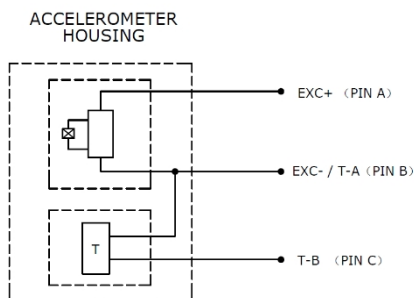 ACCELEROMETER
HOUSING
EXC+ (PIN A)
EXC- / T-A (PIN B)
T
T-B (PIN C)